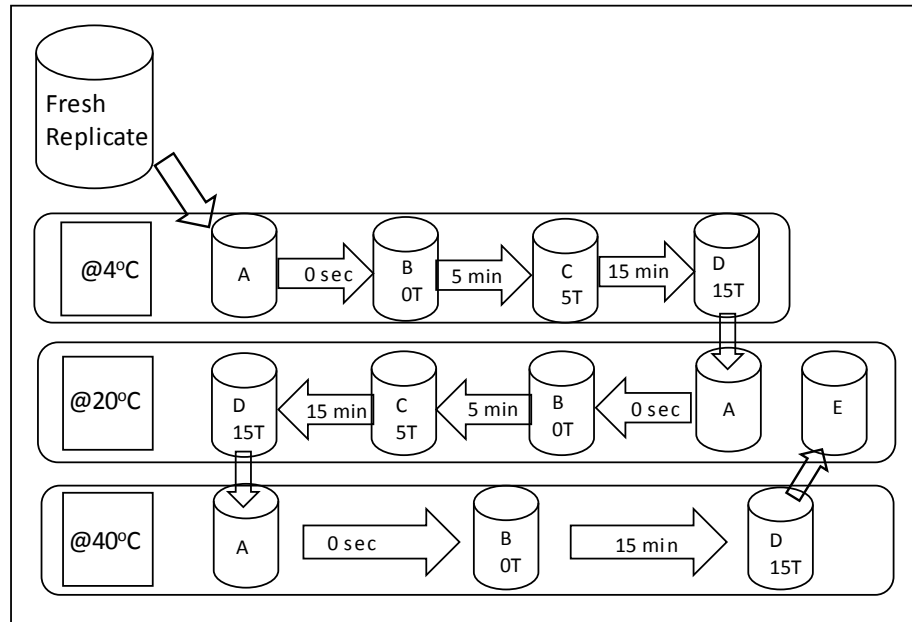 Fresh
Replicate
@4°C
A
0 sec
B
0T
5 min
C
5T
15 min
D
15T
@20°C
D
15T
15 min
C
5T
5 min
B
0T
0 sec
A
E
@40°C
A
0 sec
B
0T
15 min
D
15T